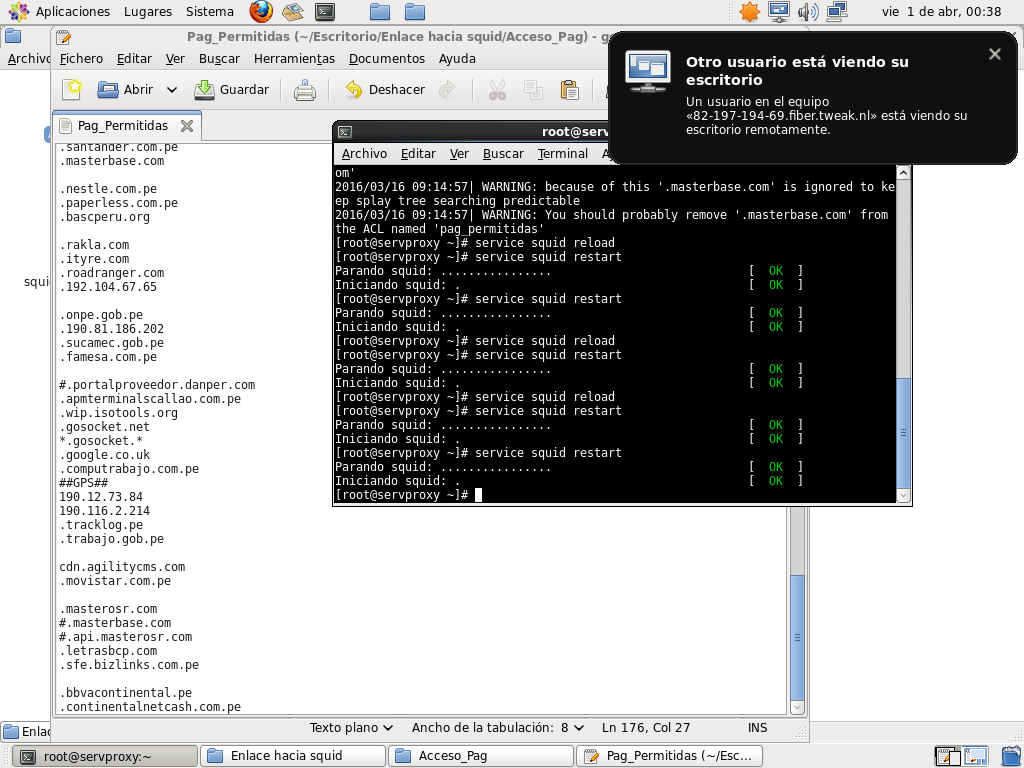 Aplicaciones Lugares Sistema
vie 1 de abr, 00:38
Pag_Permitidas (~/Escritorio/Enlace hacia squid/Acceso_Pag) - g
Archivo
Fichero Editar Ver Buscar Herramientas Documentos Ayuda
Abrir Guardar Deshacer
Otro usuario está viendo su
escritorio
Un usuario en el equipo
«82-197-194-69.fiber.tweak.nl» está viendo su
escritorio remotamente.
Pag_Permitidas
squi
.santander.com.pe
.masterbase.com
.nestle.com.pe
.paperless.com.pe
.bascperu.org
.rakla.com
.ityre.com
.roadranger.com
.192.104.67.65
.onpe.gob.pe
.190.81.186.202
.sucamec.gob.pe
.famesa.com.pe
#.portalproveedor.danper.com
.apmterminalscallao.com.pe
.wip.isotools.org
.gosocket.net
*.gosocket.*
.google.co.uk
.computrabajo.com.pe
##GPS##
190.12.73.84
190.116.2.214
.tracklog.pe
.trabajo.gob.pe
cdn.agilitycms.com
.movistar.com.pe
.masterosr.com
#.masterbase.com
#.api.masterosr.com
.letrasbcp.com
.sfe.bizlinks.com.pe
.bbvacontinental.pe
.continentalnetcash.com.pe
root@serv
Archivo Editar Ver Buscar Terminal A
om'
2016/03/16 09:14:57| WARNING: because of this '.masterbase.com' is ignored to ke
ep splay tree searching predictable
2016/03/16 09:14:57| WARNING: You should probably remove '.masterbase.com' from
the ACL named 'pag_permitidas'
[root@servproxy ~]# service squid reload
[root@servproxy ~]# service squid restart
Parando squid: ................ [ OK ]
Iniciando squid: . [ OK ]
[root@servproxy ~]# service squid restart
Parando squid: ................ [ OK ]
Iniciando squid: . [ OK ]
[root@servproxy ~]# service squid reload
[root@servproxy ~]# service squid restart
Parando squid: ................ [ OK ]
Iniciando squid: . [ OK ]
[root@servproxy ~]# service squid reload
[root@servproxy ~]# service squid restart
Parando squid: ................ [ OK ]
Iniciando squid: . [ OK ]
[root@servproxy ~]# service squid restart
Parando squid: ................ [ OK ]
Iniciando squid: . [ OK ]
[root@servproxy ~]#
Enlac
Texto plano Ancho de la tabulación: 8 Ln 176, Col 27 INS
root@servproxy:~ Enlace hacia squid Acceso_Pag Pag_Permitidas (~/Esc...